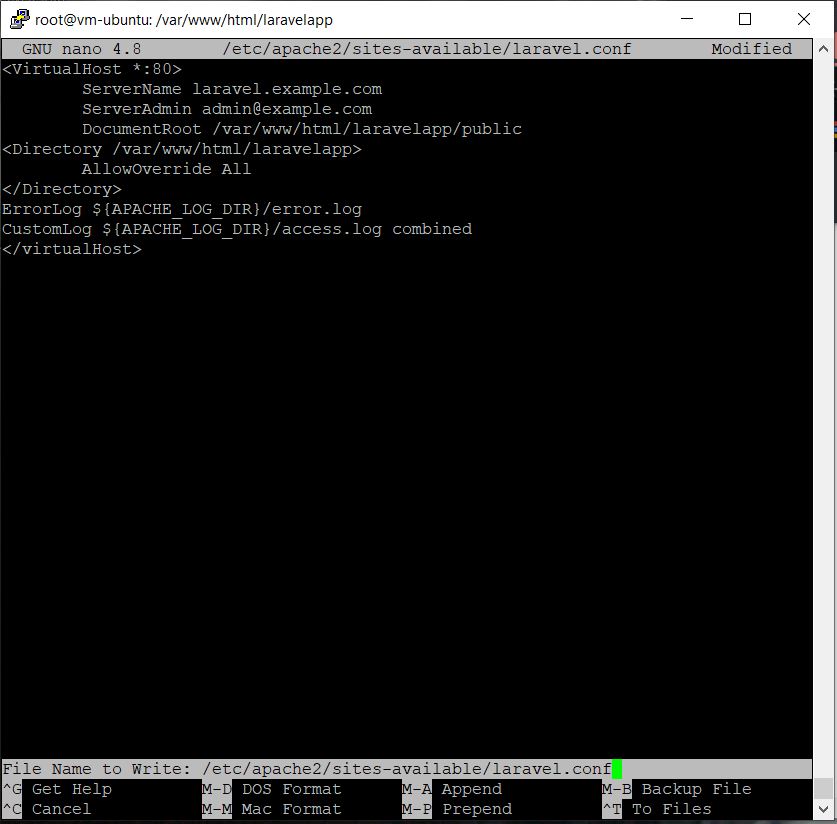 root@vm-ubuntu: /var/www/html/laravelapp
GNU nano 4.8 /etc/apache2/sites-available/laravel.conf Modified
<VirtualHost *:80>
ServerName laravel.example.com
ServerAdmin admin@example.com
DocumentRoot /var/www/html/laravelapp/public
<Directory /var/www/html/laravelapp>
AllowOverride All
</Directory>
ErrorLog ${APACHE_LOG_DIR}/error.log
CustomLog ${APACHE_LOG_DIR}/access.log combined
</virtualHost>
File Name to Write: /etc/apache2/sites-available/laravel.conf
^G Get Help M-D DOS Format M-A Append M-B Backup File
^C Cancel M-M Mac Format M-P Prepend ^T To Files